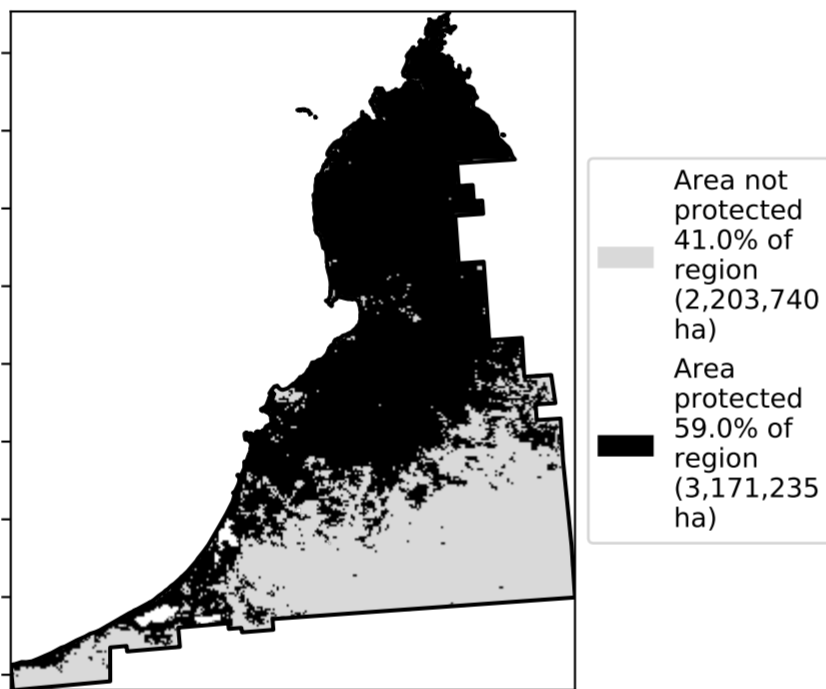 Area not
protected
41.0% of
region
(2,203,740
ha)
Area
protected
59.0% of
region
(3,171,235
ha)